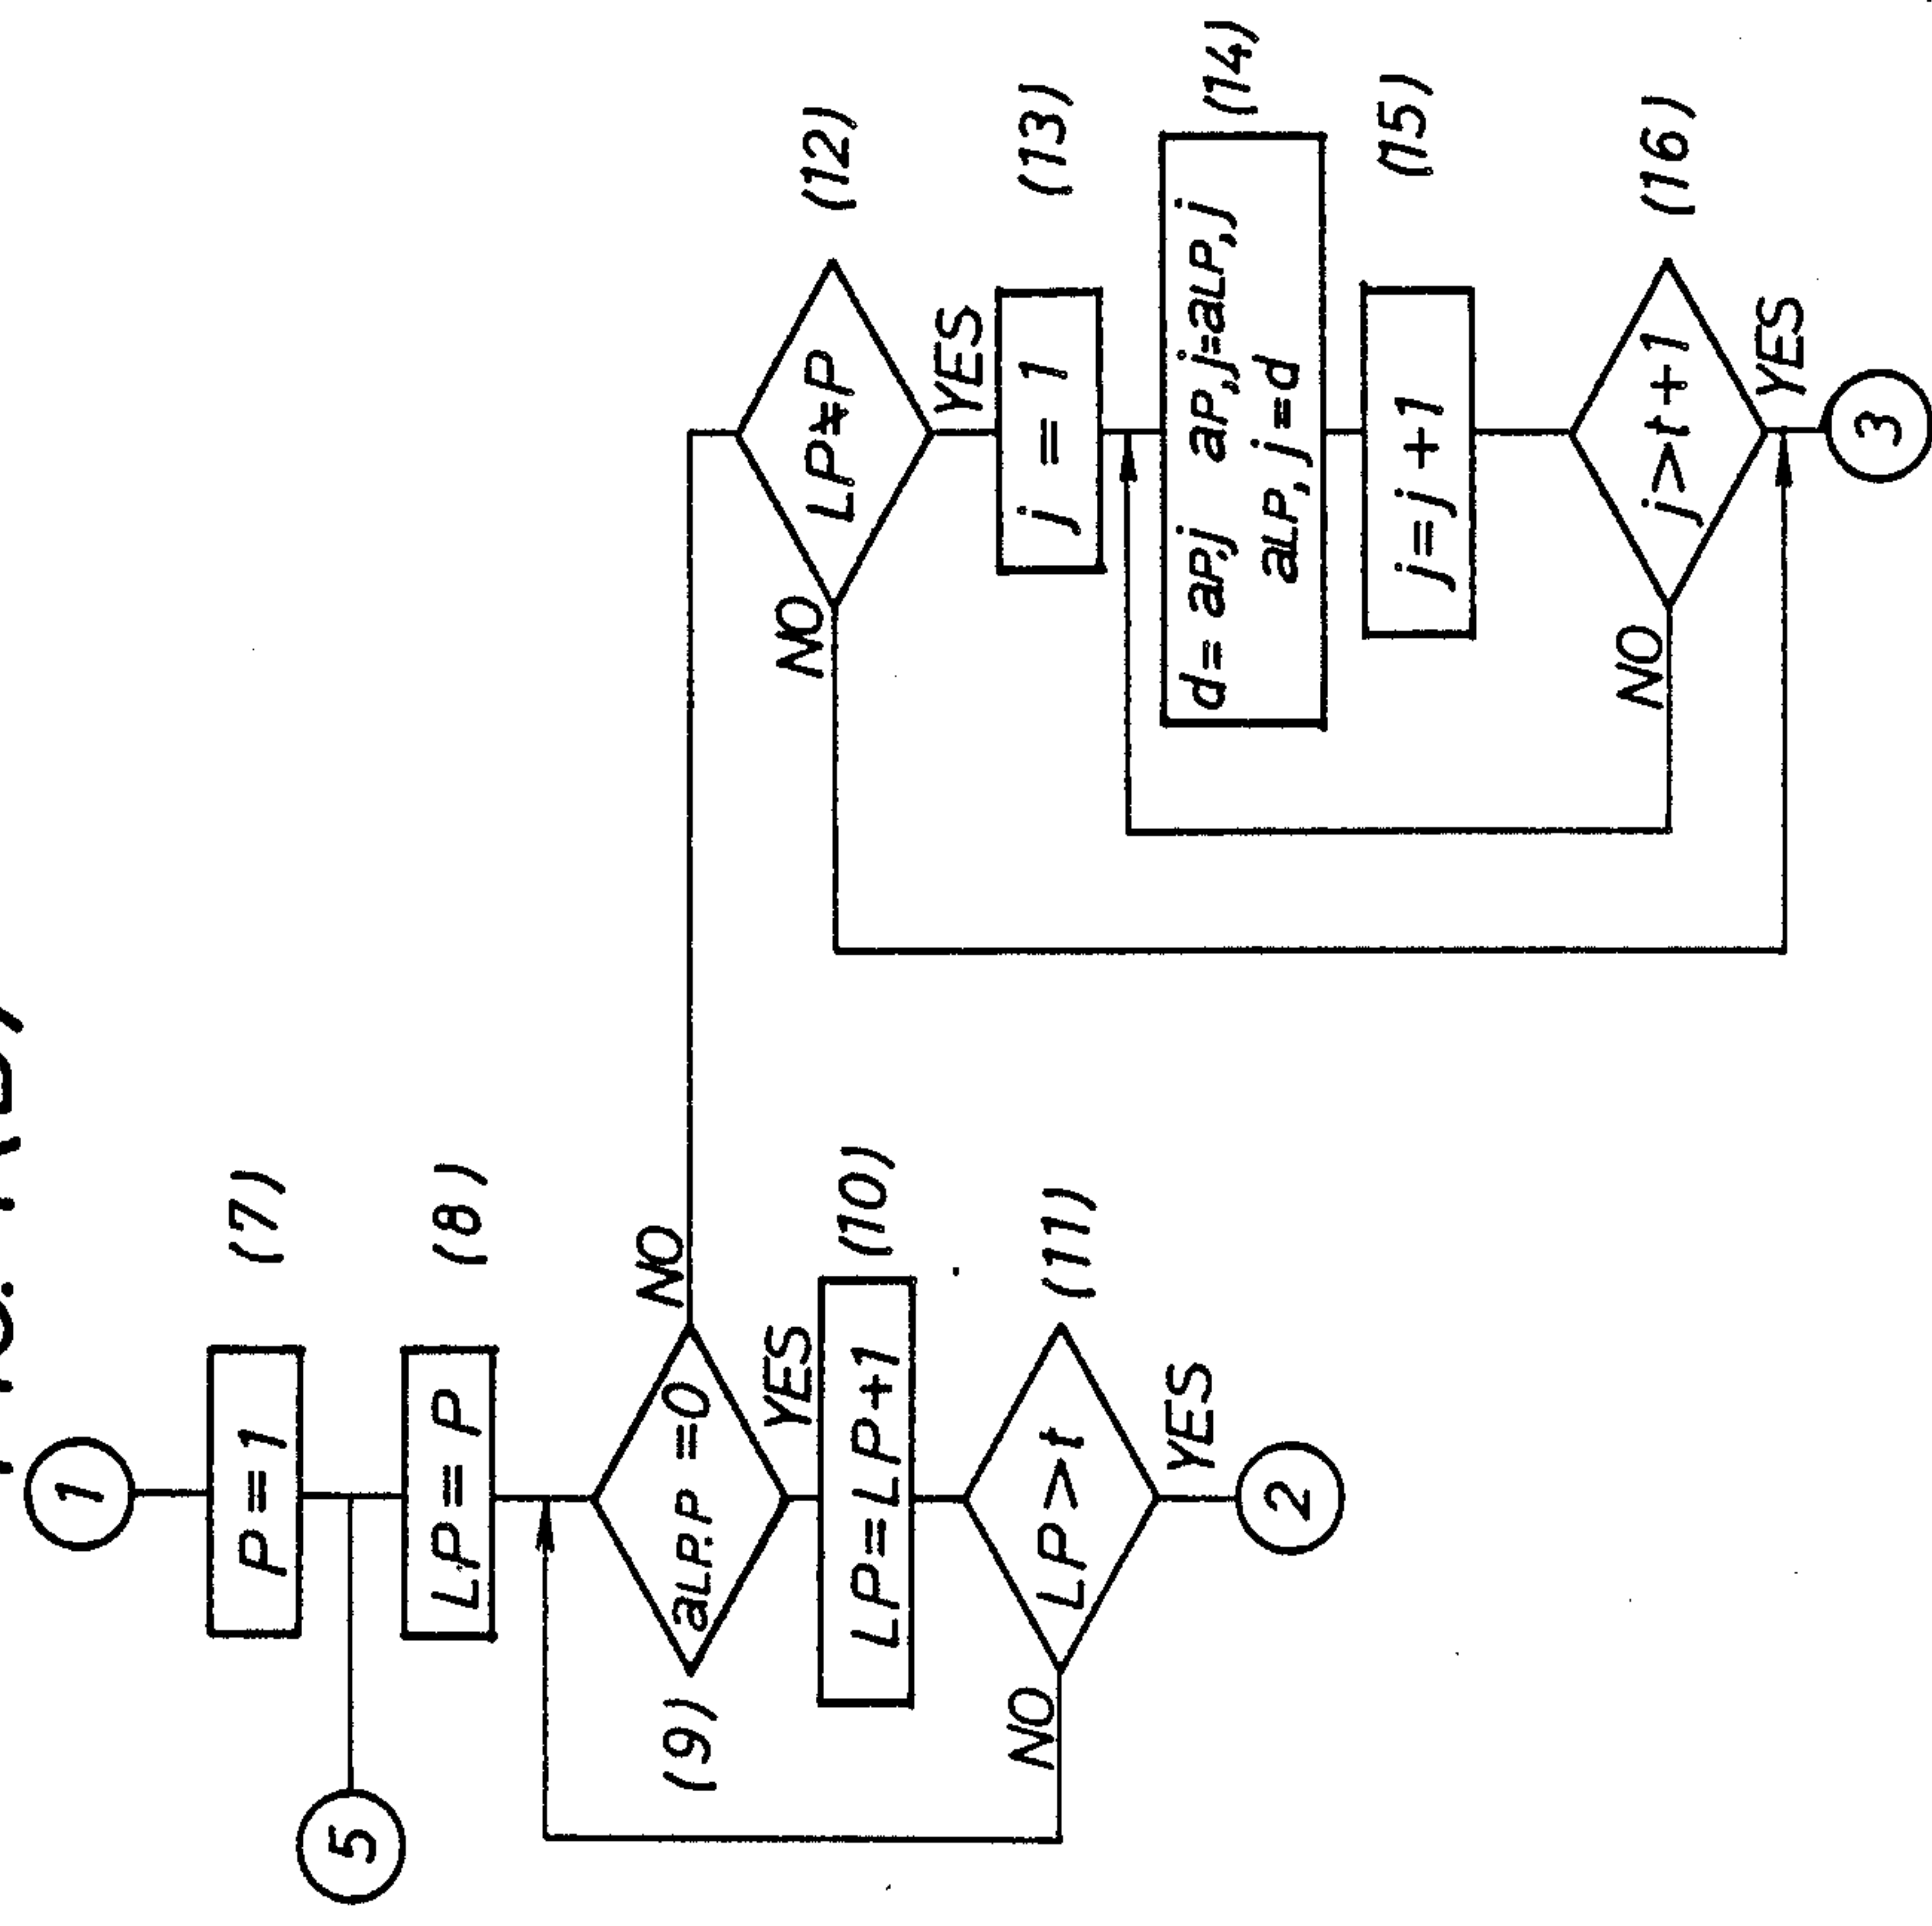 1
P = 1 (7)
5
LP = P (8)
(9) aLP.P = 0
NO
YES
LP = LP + 1 (10)
LP > t (11)
NO
YES
2
LP ≠ P (12)
NO
YES
j = 1 (13)
d = aP,j aP,j = aLP,j
aLP,j = d
(14)
j = j + 1 (15)
j > t + 1 (16)
NO
YES
3